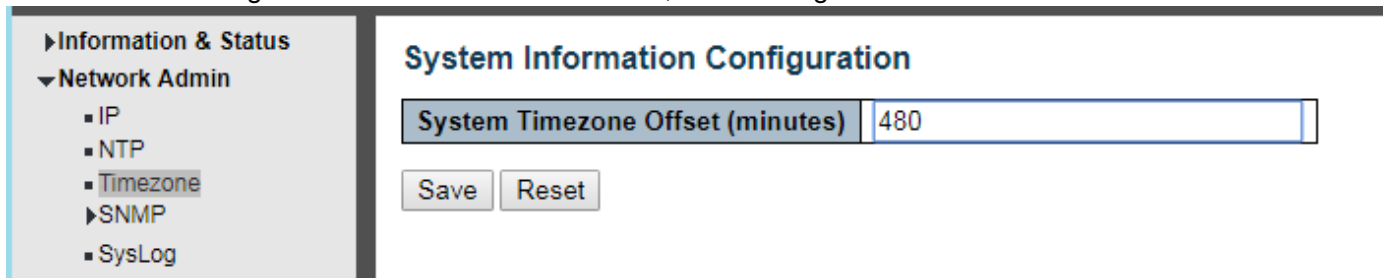 Information & Status
Network Admin
IP
NTP
Timezone
SNMP
SysLog
System Information Configuration
System Timezone Offset (minutes) 480
Save Reset